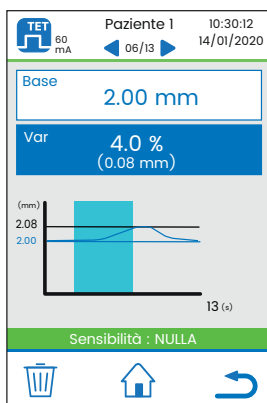 TET 60 mA
Paziente 1
06/13
10:30:12
14/01/2020
Base
2.00 mm
Var
4.0 %
(0.08 mm)
(mm)
2.08
2.00
13 (s)
Sensibilità : NULLA